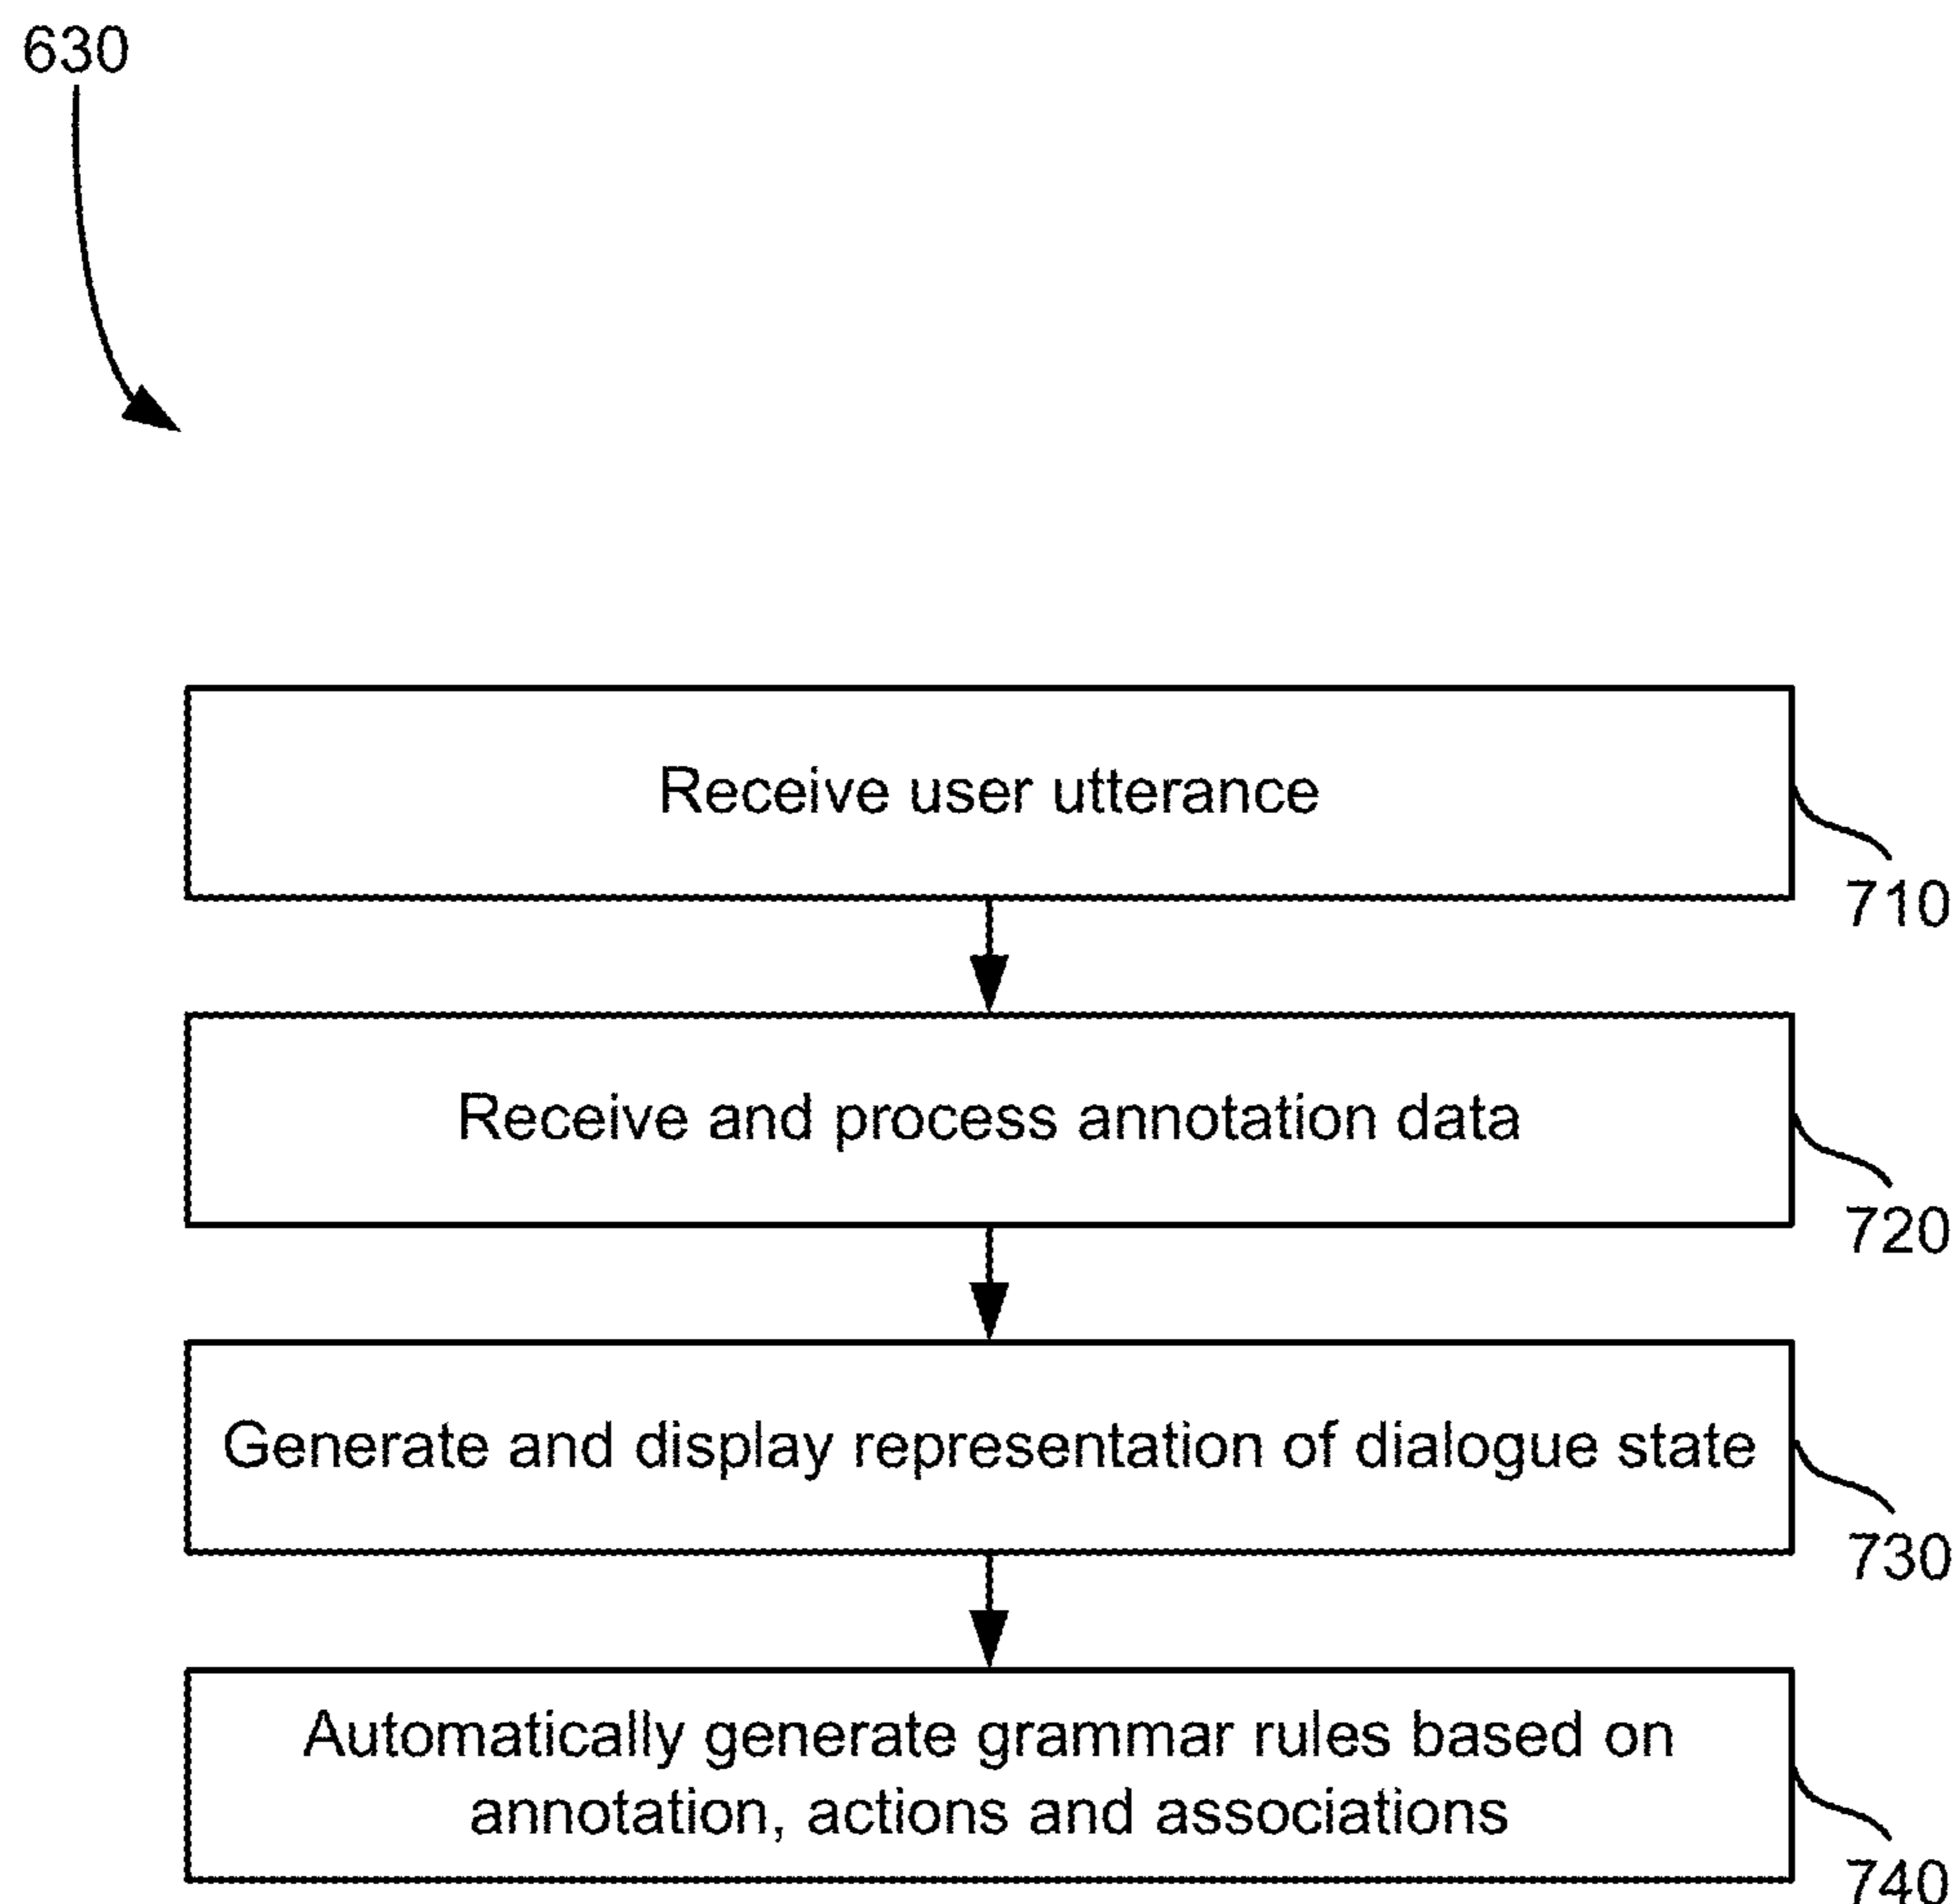 630
Receive user utterance
710
Receive and process annotation data
720
Generate and display representation of dialogue state
730
Automatically generate grammar rules based on
annotation, actions and associations
740